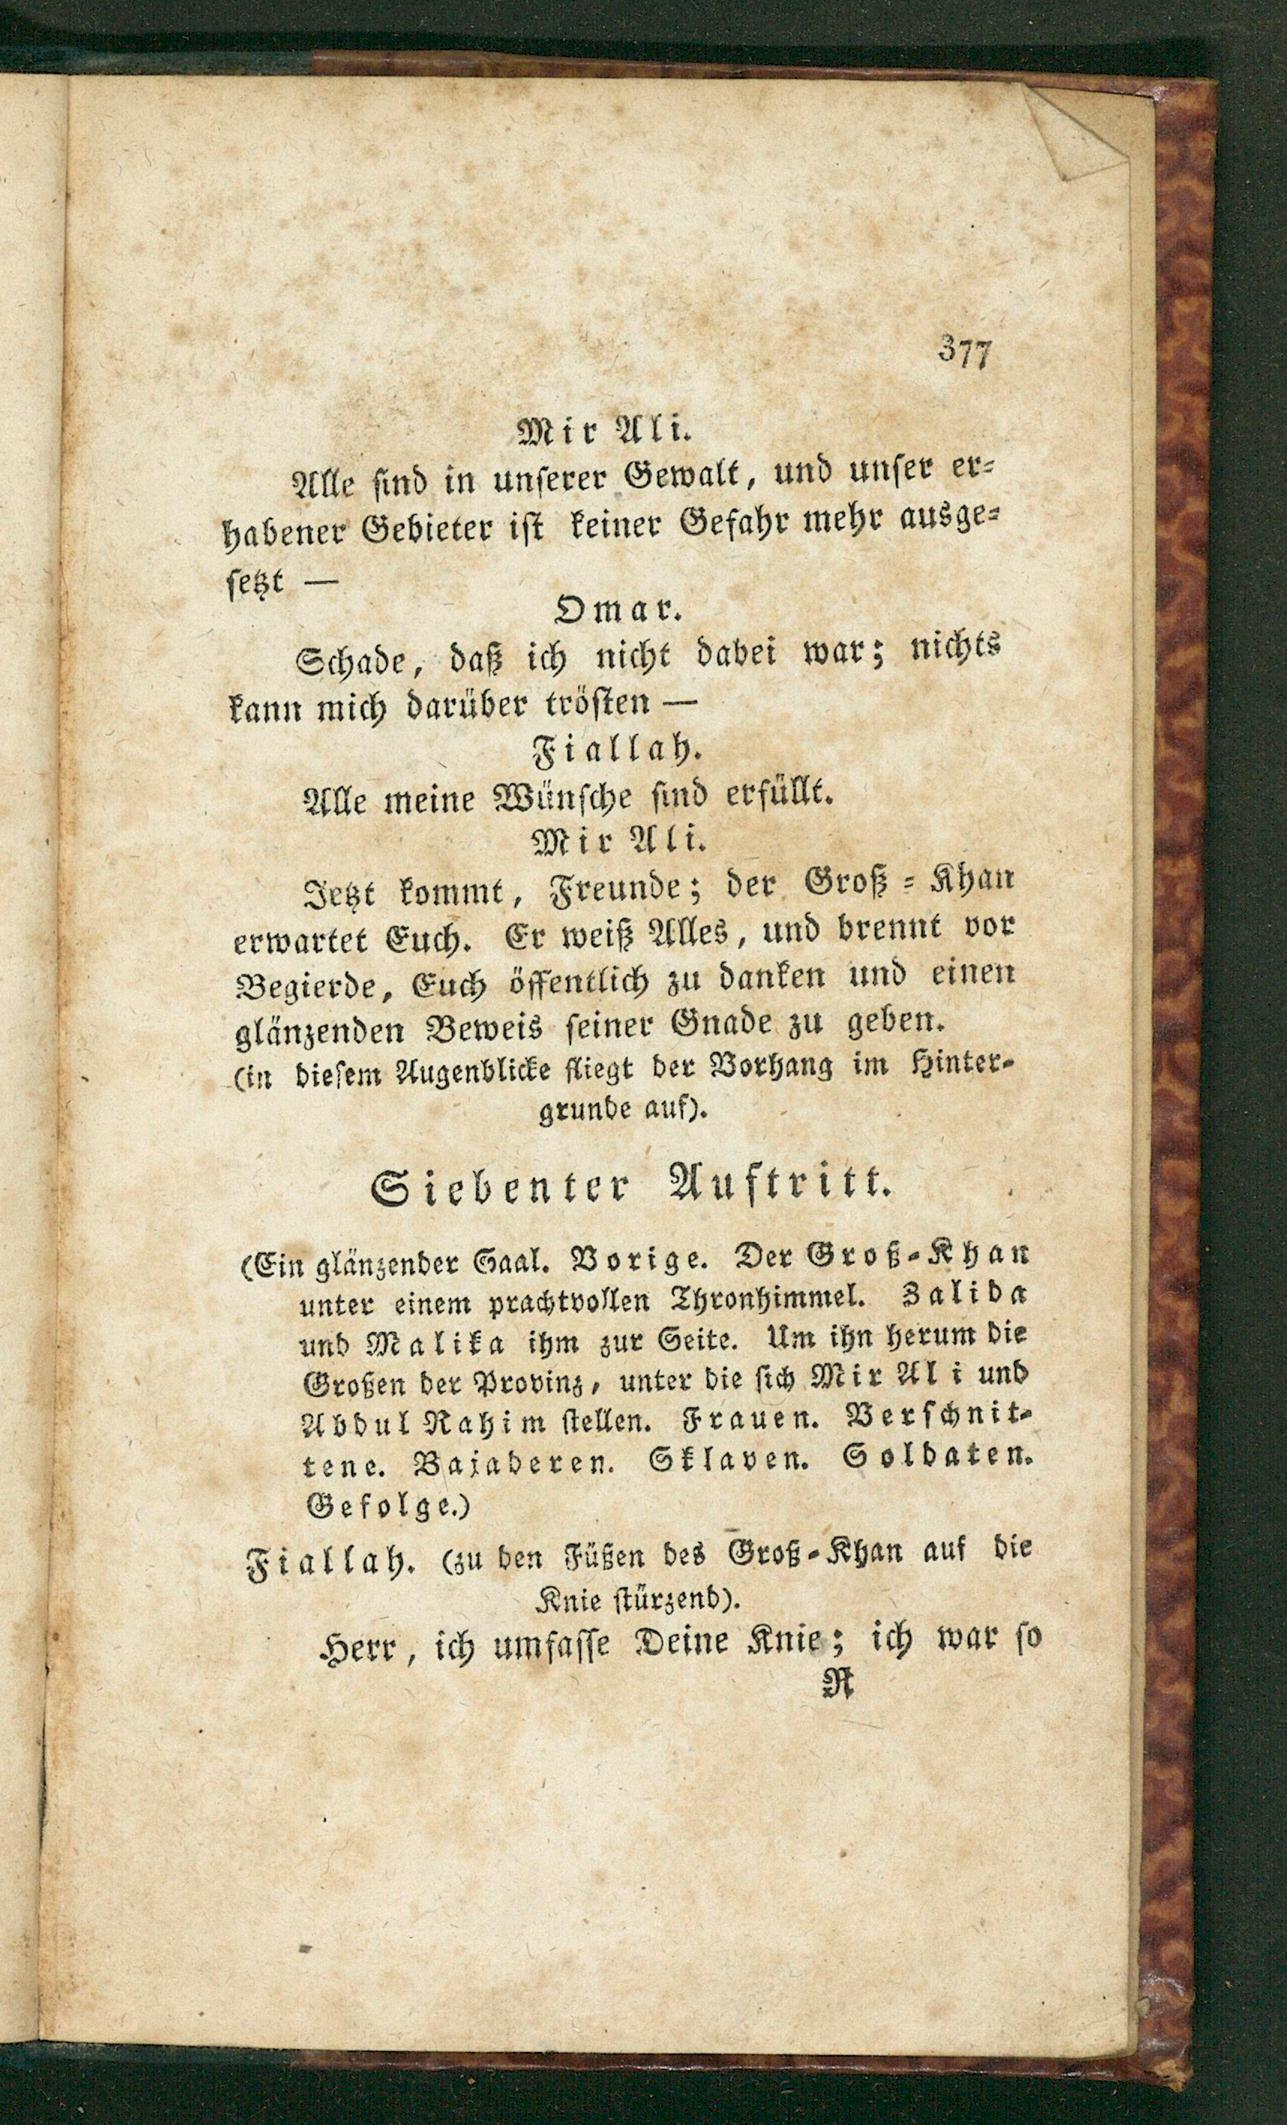 377
Mir Ali.
Alle sind in unserer Gewalt, und unser er-
habener Gebieter ist keiner Gefahr mehr ausge-
setzt —
Omar.
Schade, daß ich nicht dabei war; nichts
kann mich darüber trösten —
Fiallah.
Alle meine Wünsche sind erfüllt.
Mir Ali.
Jetzt kommt, Freunde; der Groß-Khan
erwartet Euch. Er weiß Alles, und brennt vor
Begierde, Euch öffentlich zu danken und einen
glänzenden Beweis seiner Gnade zu geben.
(in diesem Augenblicke fliegt der Vorhang im Hinter-
grunde auf).
Siebenter Auftritt.
(Ein glänzender Saal. Vorige. Der Groß-Khan
unter einem prachtvollen Thronhimmel. Zalida
und Malika ihm zur Seite. Um ihn herum die
Großen der Provinz, unter die sich Mir Ali und
Abdul Rahim stellen. Frauen. Verschnit-
tene. Bajaderen. Sklaven. Soldaten.
Gefolge.)
Fiallah. (zu den Füßen des Groß-Khan auf die
Knie stürzend).
Herr, ich umfasse Deine Knie; ich war so
R